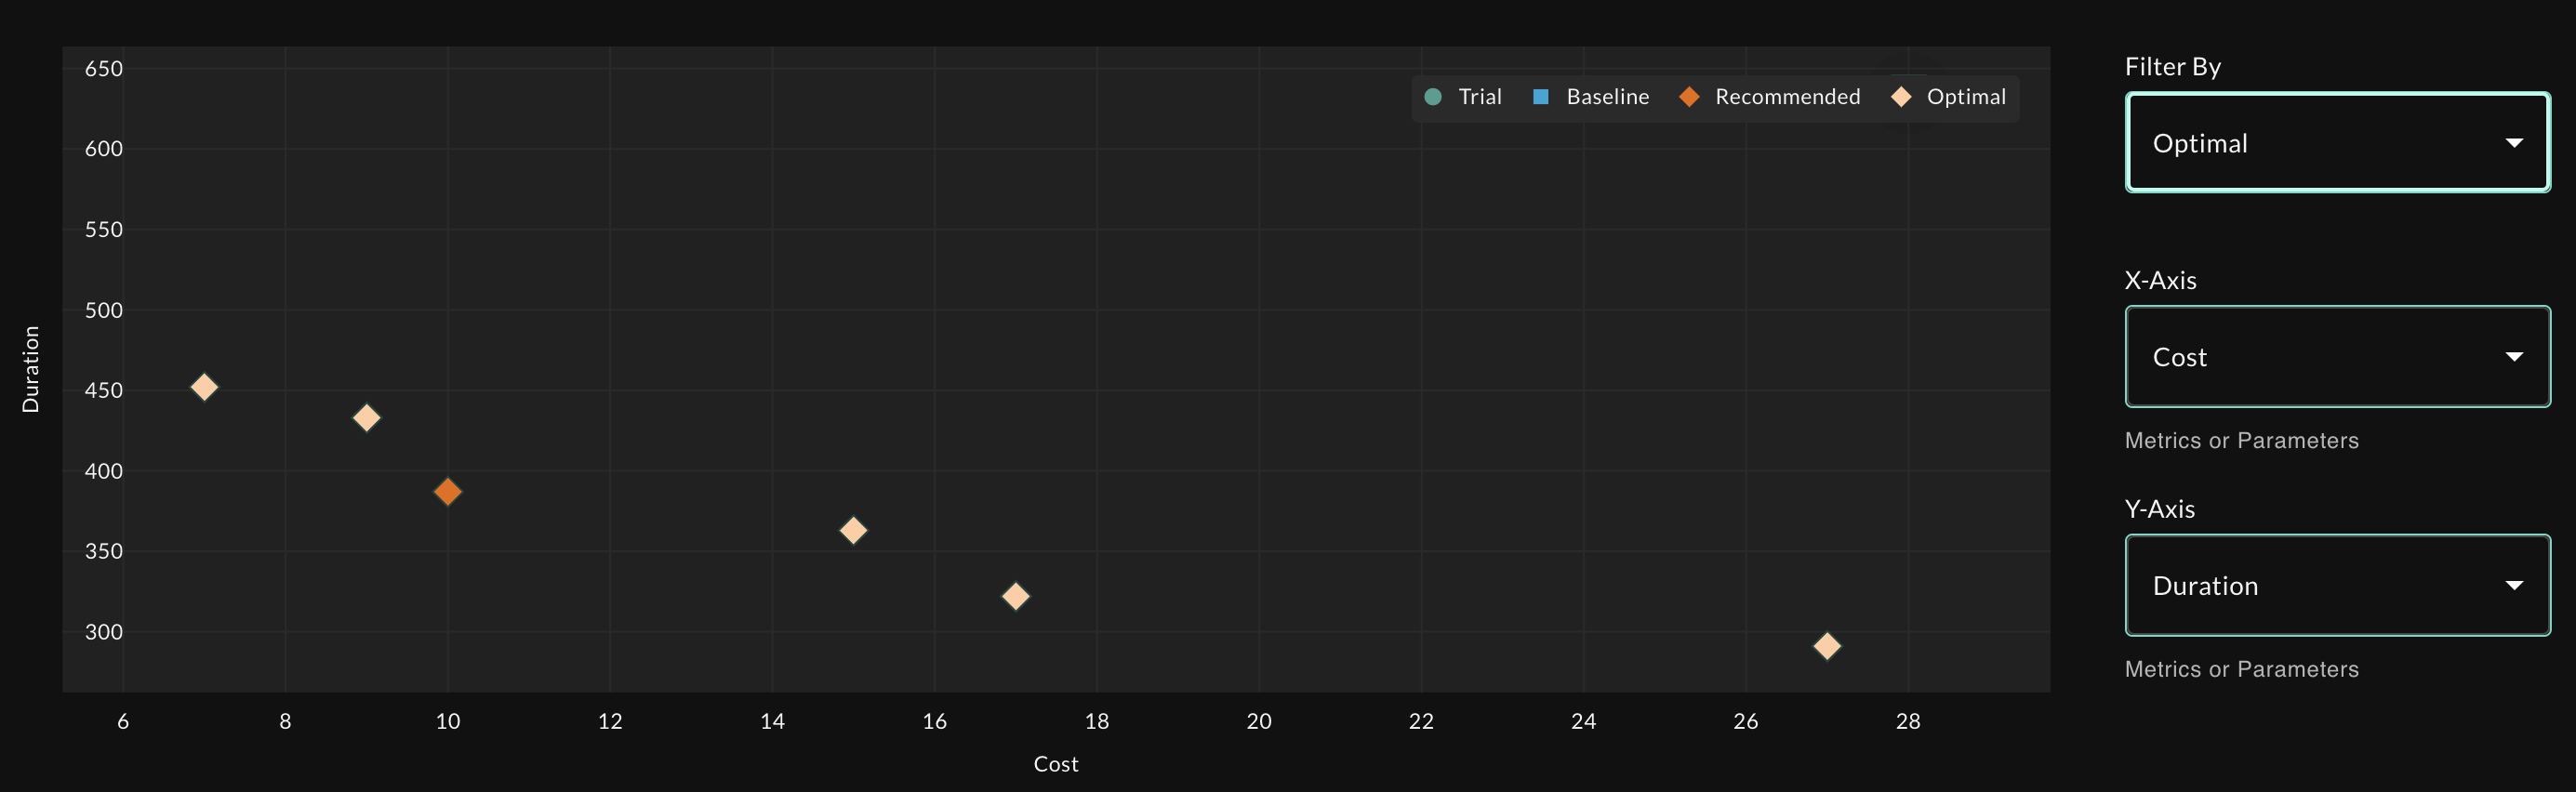 650
600
550
500
450
400
350
300
Duration
6 8 10 12 14 16 18 20 22 24 26 28
Cost
Trial Baseline Recommended Optimal
Filter By
Optimal
X-Axis
Cost
Metrics or Parameters
Y-Axis
Duration
Metrics or Parameters